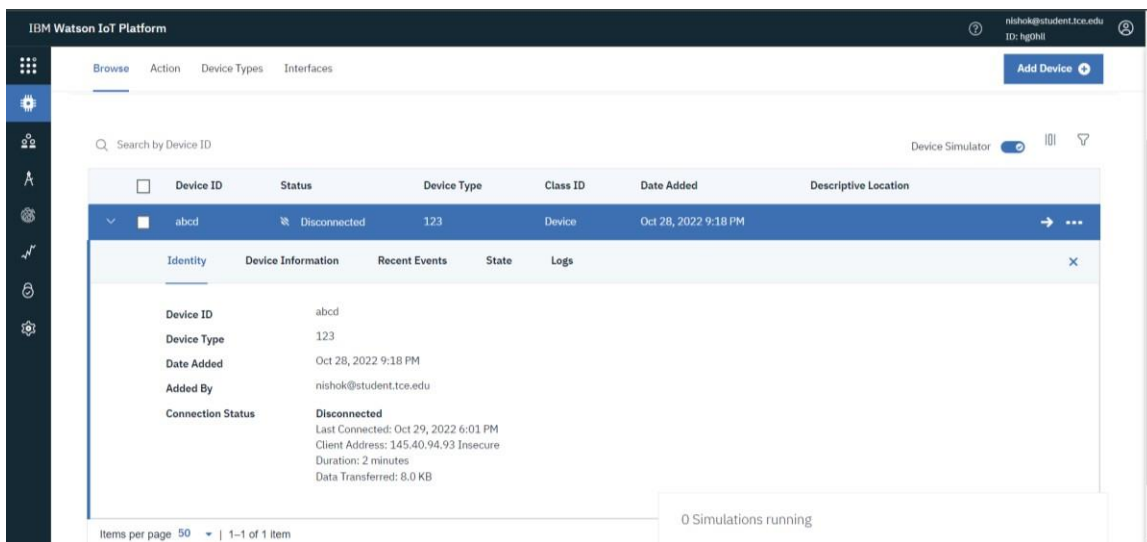 IBM Watson IoT Platform
nishok@student.tce.edu
ID: hg0hll
Browse Action Device Types Interfaces
Add Device
Search by Device ID
Device Simulator
Device ID Status Device Type Class ID Date Added Descriptive Location
abcd Disconnected 123 Device Oct 28, 2022 9:18 PM
Identity Device Information Recent Events State Logs
Device ID abcd
Device Type 123
Date Added Oct 28, 2022 9:18 PM
Added By nishok@student.tce.edu
Connection Status Disconnected
Last Connected: Oct 29, 2022 6:01 PM
Client Address: 145.40.94.93 Insecure
Duration: 2 minutes
Data Transferred: 8.0 KB
0 Simulations running
Items per page 50 | 1–1 of 1 item